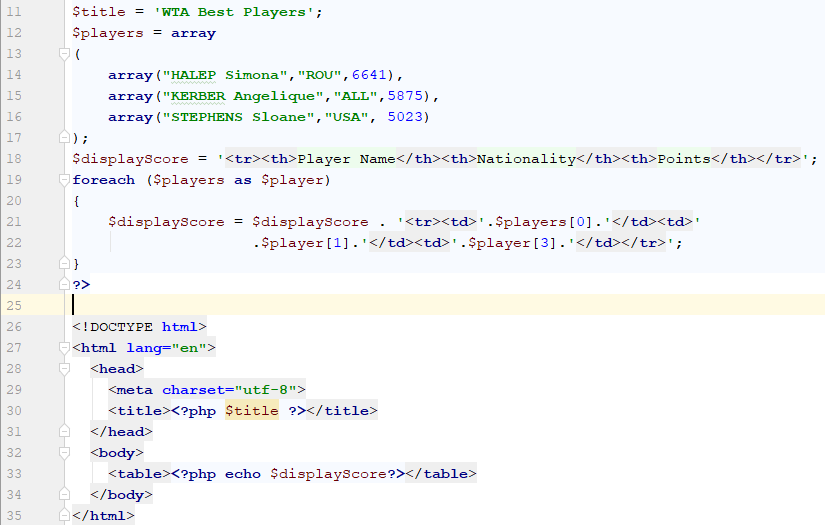 11 $title = 'WTA Best Players';
12 $players = array
13 (
14     array("HALEP Simona","ROU",6641),
15     array("KERBER Angelique","ALL",5875),
16     array("STEPHENS Sloane","USA", 5023)
17 );
18 $displayScore = '<tr><th>Player Name</th><th>Nationality</th><th>Points</th></tr>';
19 foreach ($players as $player)
20 {
21     $displayScore = $displayScore . '<tr><td>'.$players[0].'</td><td>'
22                     .$player[1].'</td><td>'.$player[3].'</td></tr>';
23 }
24 ?>
25
26 <!DOCTYPE html>
27 <html lang="en">
28   <head>
29     <meta charset="utf-8">
30     <title><?php $title ?></title>
31   </head>
32   <body>
33     <table><?php echo $displayScore?></table>
34   </body>
35 </html>